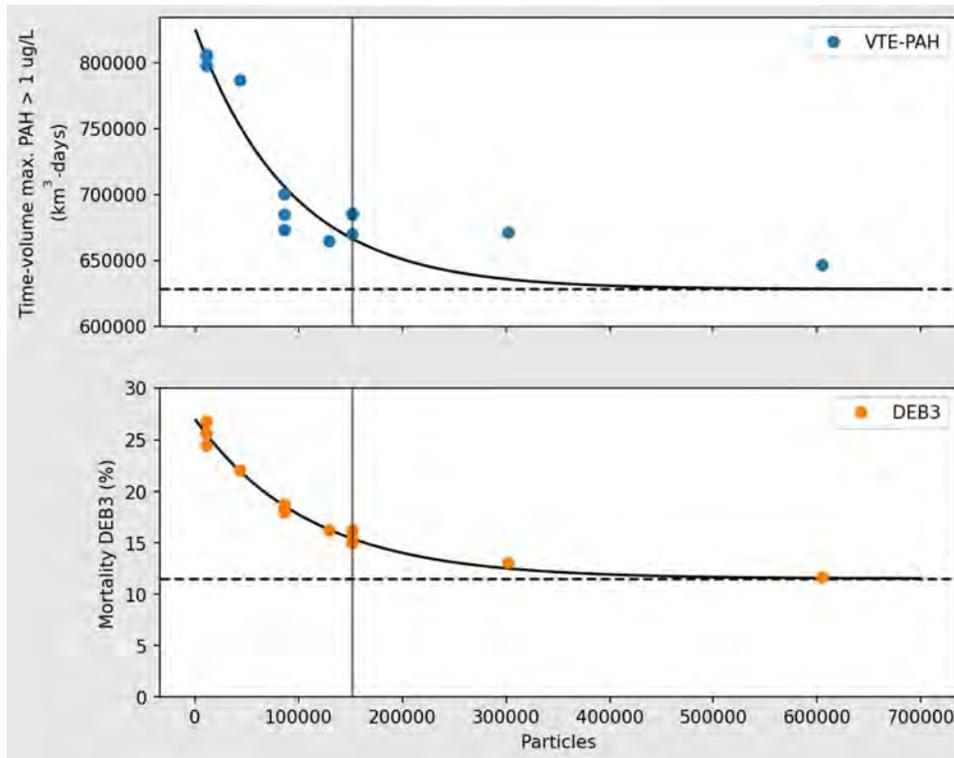 Time-volume max. PAH > 1 ug/L
(km³-days)
800000
750000
700000
650000
600000
VTE-PAH
Mortality DEB3 (%)
30
25
20
15
10
5
0
DEB3
0 100000 200000 300000 400000 500000 600000 700000
Particles